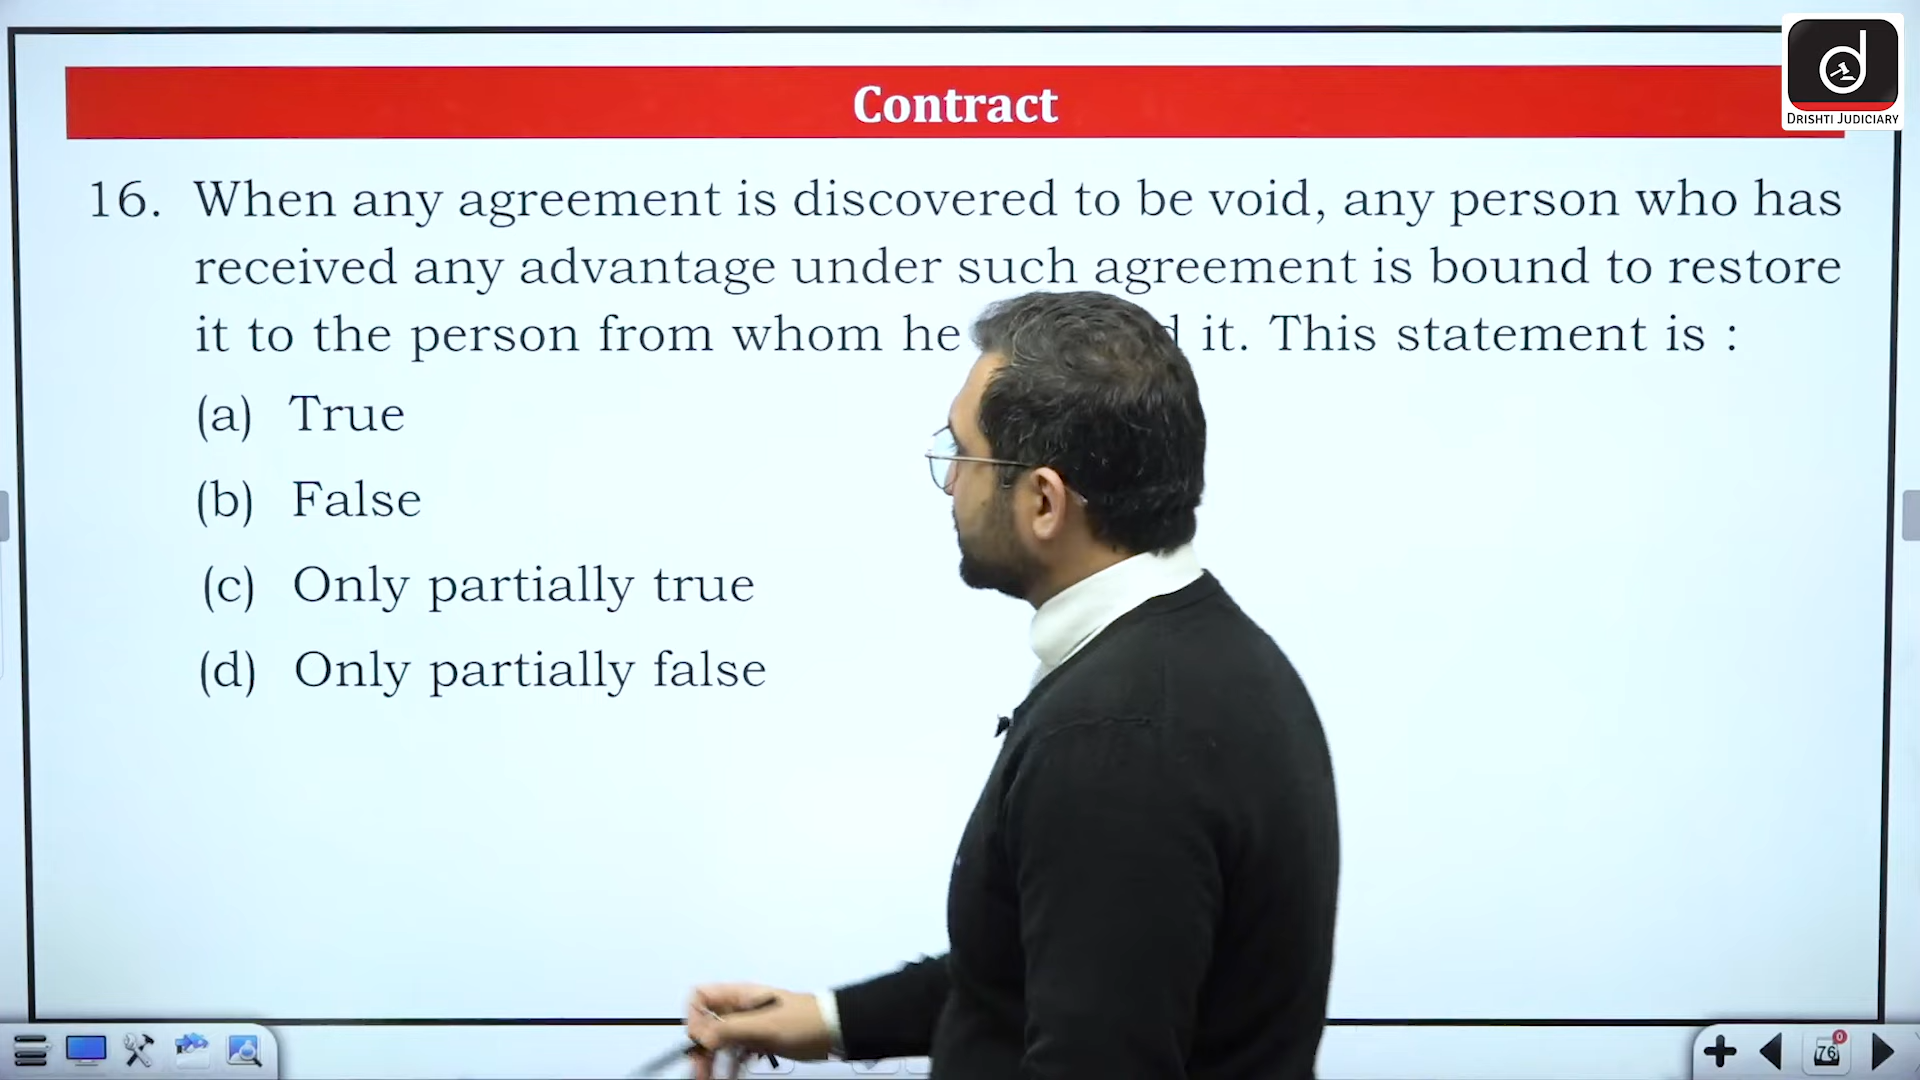 Contract
DRISHTI JUDICIARY
16. When any agreement is discovered to be void, any person who has
received any advantage under such agreement is bound to restore
it to the person from whom he it. This statement is :
(a) True
(b) False
(c) Only partially true
(d) Only partially false
76
0